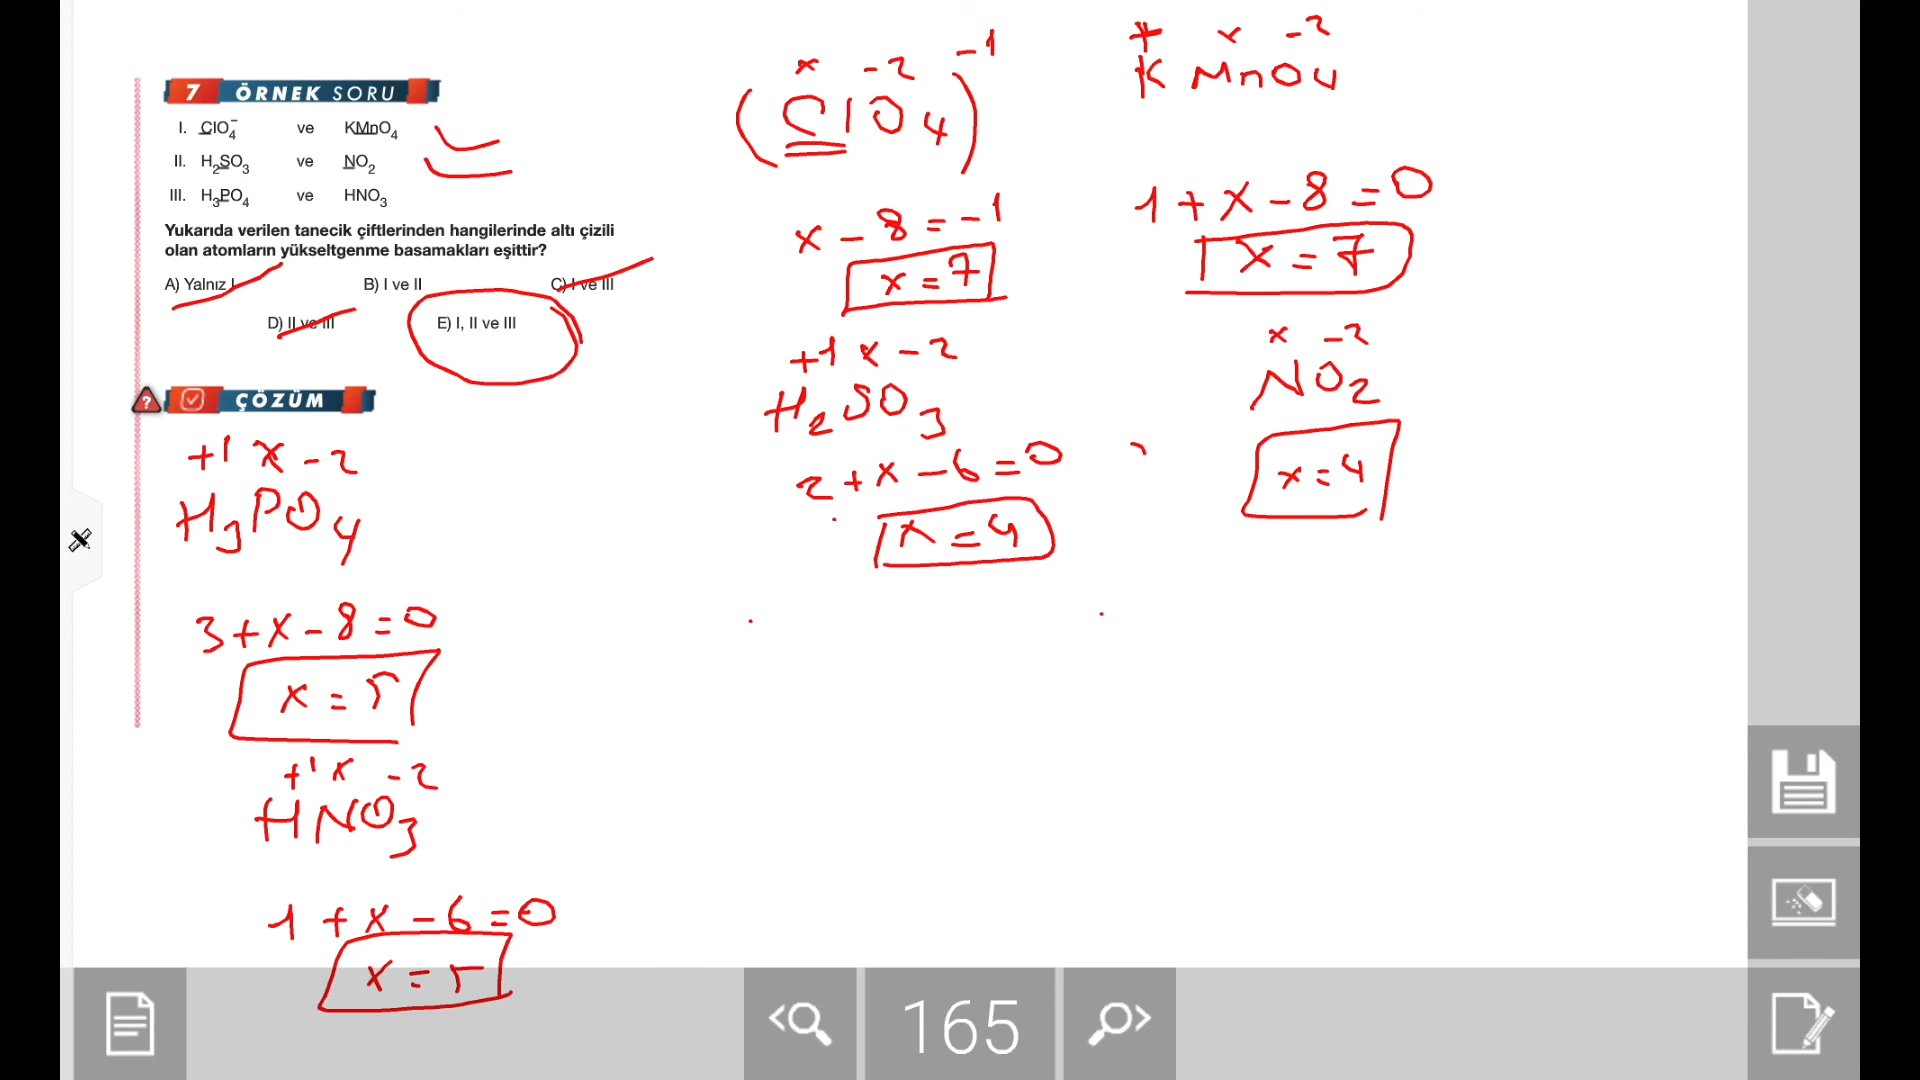 7 ÖRNEK SORU
I. ClO4⁻ ve KMnO4
II. H2SO3 ve NO2
III. H3PO4 ve HNO3
Yukarıda verilen tanecik çiftlerinden hangilerinde altı çizili
olan atomların yükseltgenme basamakları eşittir?
A) Yalnız I
B) I ve II
C) I ve III
D) II ve III
E) I, II ve III
? ÇÖZÜM
+1 x -2
H3PO4
3+x-8=0
x=5
+1 x -2
HNO3
1+x-6=0
x=5
x -2 -1
(ClO4)
x-8=-1
x=7
+1 x -2
H2SO3
2+x-6=0
x=4
+ x -2
KMnO4
1+x-8=0
x=7
x -2
NO2
x=4
165